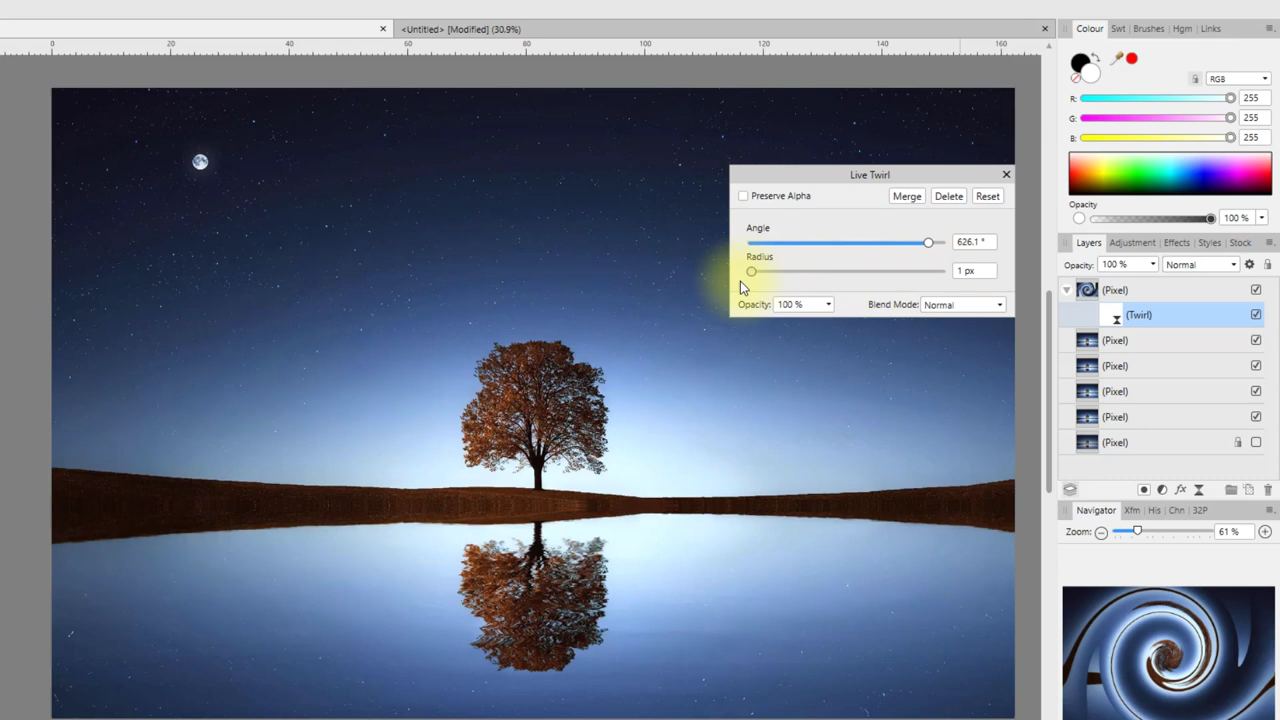 <Untitled> [Modified] (30.9%)
0 20 40 60 80 100 120 140 160
Colour Swt Brushes Hgm Links
RGB
R: 255
G: 255
B: 255
Opacity
100 %
Layers Adjustment Effects Styles Stock
Opacity: 100 % Normal
(Pixel)
(Twirl)
(Pixel)
(Pixel)
(Pixel)
(Pixel)
(Pixel)
fx
Navigator Xfm His Chn 32P
Zoom: 61 %
Live Twirl
Preserve Alpha Merge Delete Reset
Angle
626.1 °
Radius
1 px
Opacity: 100 % Blend Mode: Normal